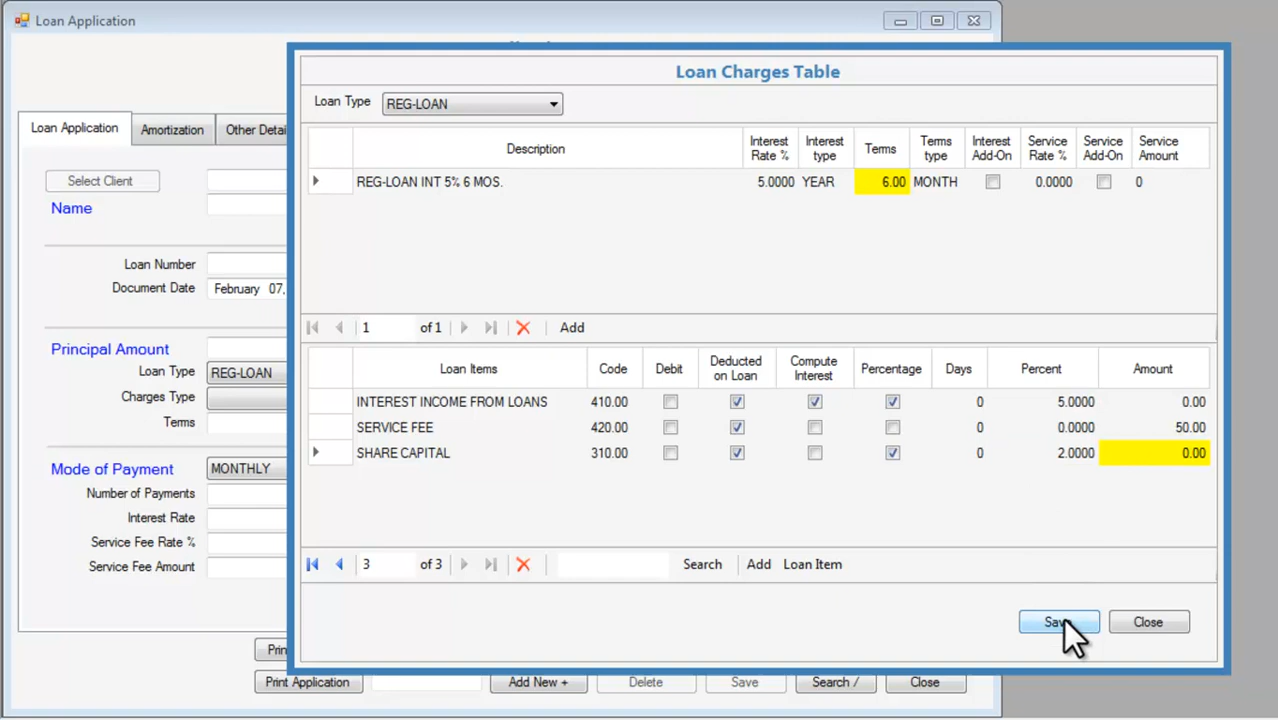 Loan Application
Loan Charges Table
Loan Type REG-LOAN
Loan Application Amortization Other Detai
Description Interest Rate % Interest type Terms Terms type Interest Add-On Service Rate % Service Add-On Service Amount
REG-LOAN INT 5% 6 MOS. 5.0000 YEAR 6.00 MONTH 0.0000 0
Select Client
Name
Loan Number
Document Date February 07,
1 of 1 Add
Principal Amount
Loan Type REG-LOAN
Charges Type
Terms
Loan Items Code Debit Deducted on Loan Compute Interest Percentage Days Percent Amount
INTEREST INCOME FROM LOANS 410.00 0 5.0000 0.00
SERVICE FEE 420.00 0 0.0000 50.00
SHARE CAPITAL 310.00 0 2.0000 0.00
Mode of Payment MONTHLY
Number of Payments
Interest Rate
Service Fee Rate %
Service Fee Amount
3 of 3 Search Add Loan Item
Save Close
Prin
Print Application Add New + Delete Save Search / Close